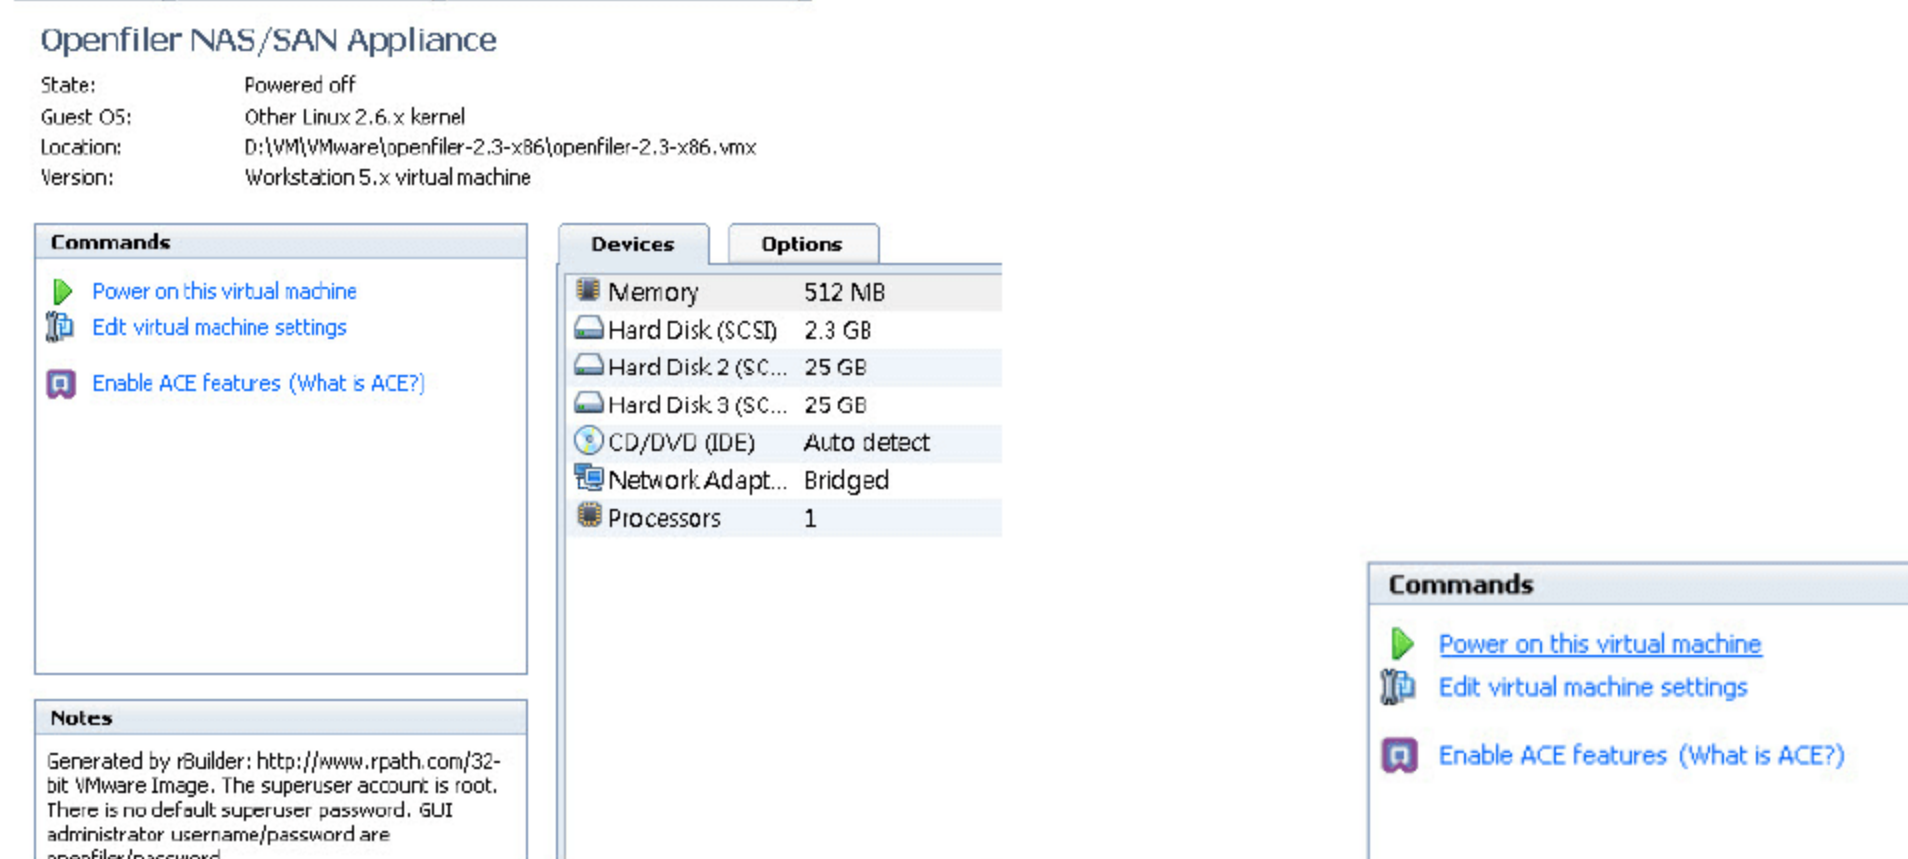 Openfiler NAS/SAN Appliance
State: Powered off
Guest OS: Other Linux 2.6.x kernel
Location: D:\VM\VMware\openfiler-2.3-x86\openfiler-2.3-x86.vmx
Version: Workstation 5.x virtual machine
Commands
Power on this virtual machine
Edit virtual machine settings
Enable ACE features (What is ACE?)
Notes
Generated by rBuilder: http://www.rpath.com/32-
bit VMware Image. The superuser account is root.
There is no default superuser password. GUI
administrator username/password are
openfiler/password
Devices Options
Memory 512 MB
Hard Disk (SCSI) 2.3 GB
Hard Disk 2 (SC... 25 GB
Hard Disk 3 (SC... 25 GB
CD/DVD (IDE) Auto detect
Network Adapt... Bridged
Processors 1
Commands
Power on this virtual machine
Edit virtual machine settings
Enable ACE features (What is ACE?)